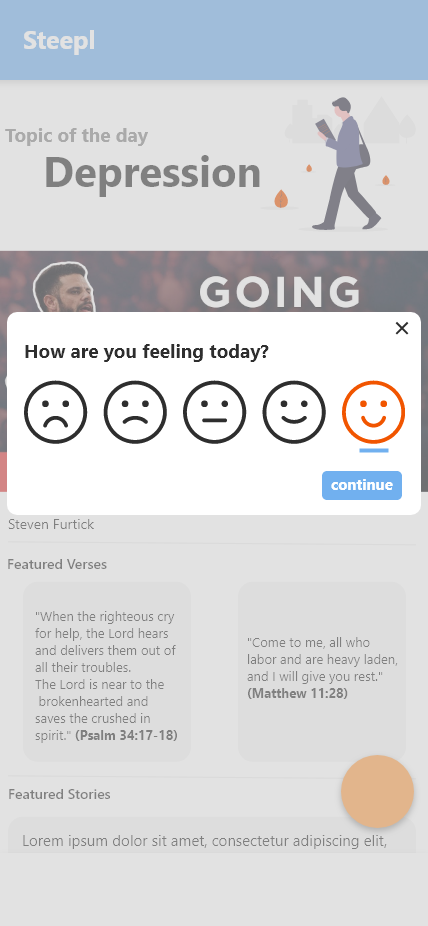 Steepl
Topic of the day
Depression
GOING
How are you feeling today?
continue
Steven Furtick
Featured Verses
"When the righteous cry
for help, the Lord hears
and delivers them out of
all their troubles.
The Lord is near to the
brokenhearted and
saves the crushed in
spirit." (Psalm 34:17-18)
"Come to me, all who
labor and are heavy laden,
and I will give you rest."
(Matthew 11:28)
Featured Stories
Lorem ipsum dolor sit amet, consectetur adipiscing elit,